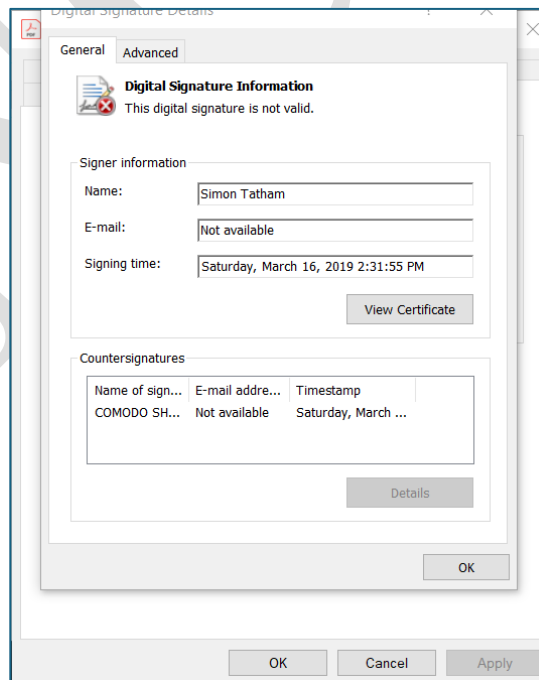 Digital Signature Details
PDF
General Advanced
Digital Signature Information
This digital signature is not valid.
Signer information
Name: Simon Tatham
E-mail: Not available
Signing time: Saturday, March 16, 2019 2:31:55 PM
View Certificate
Countersignatures
Name of sign... E-mail addre... Timestamp
COMODO SH... Not available Saturday, March ...
Details
OK
OK Cancel Apply